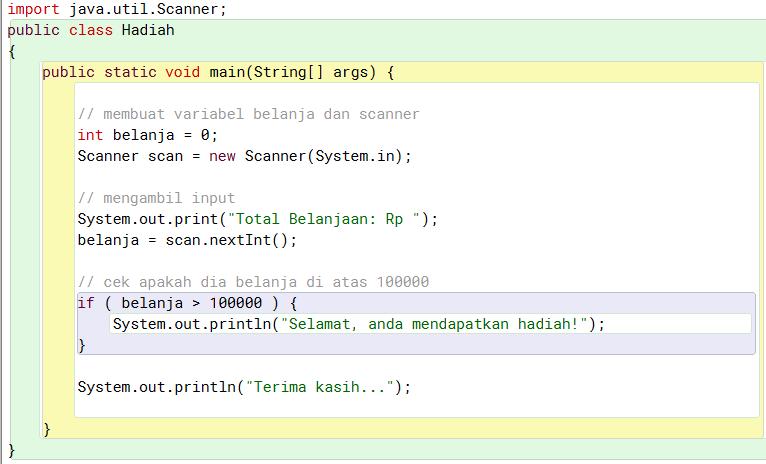 import java.util.Scanner;
public class Hadiah
{
public static void main(String[] args) {
// membuat variabel belanja dan scanner
int belanja = 0;
Scanner scan = new Scanner(System.in);
// mengambil input
System.out.print("Total Belanjaan: Rp ");
belanja = scan.nextInt();
// cek apakah dia belanja di atas 100000
if ( belanja > 100000 ) {
System.out.println("Selamat, anda mendapatkan hadiah!");
}
System.out.println("Terima kasih...");
}
}